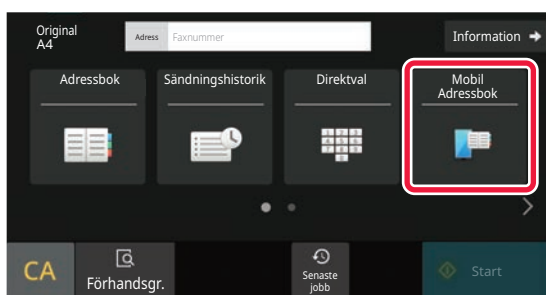 Original
A4
Adress Faxnummer
Information
Adressbok
Sändningshistorik
Direktval
Mobil
Adressbok
CA
Förhandsgr.
Senaste
jobb
Start